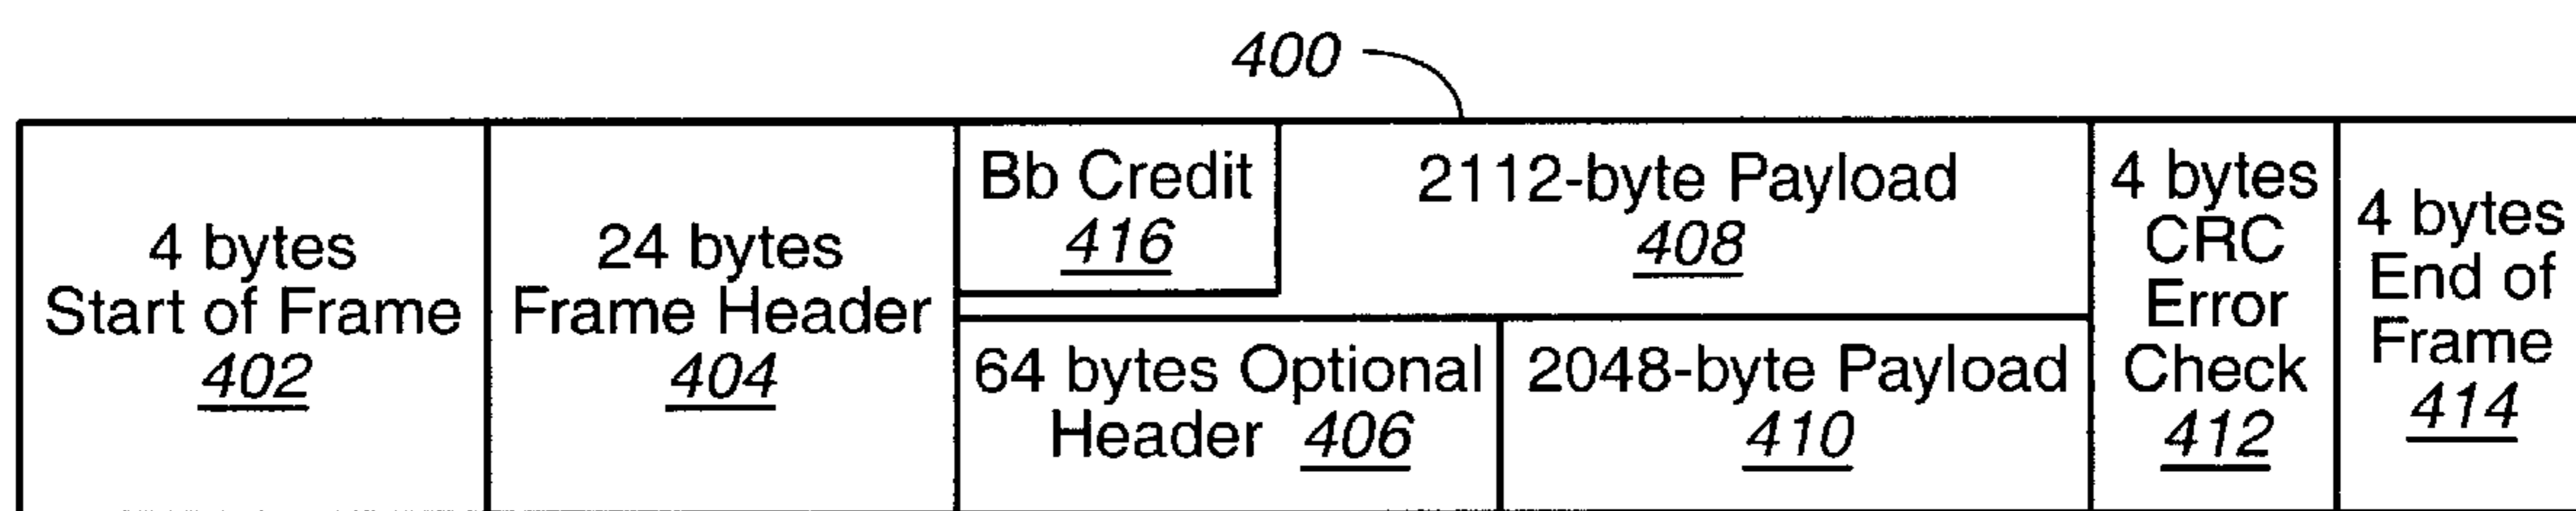 400
4 bytes
Start of Frame
402
24 bytes
Frame Header
404
Bb Credit
416
2112-byte Payload
408
64 bytes Optional
Header 406
2048-byte Payload
410
4 bytes
CRC
Error
Check
412
4 bytes
End of
Frame
414